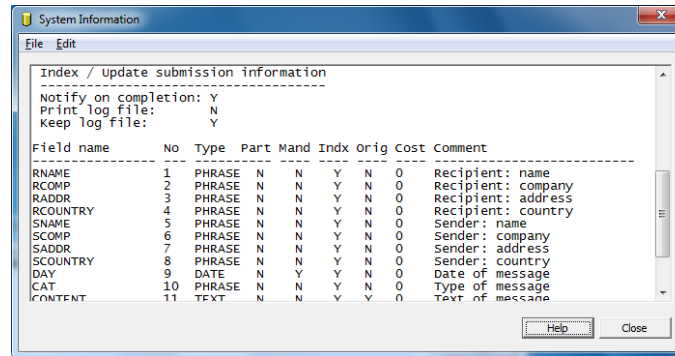 System Information
File Edit
Index / Update submission information
-------------------------------------
Notify on completion: Y
Print log file: N
Keep log file: Y
Field name No Type Part Mand Indx Orig Cost Comment
---------------- --- ------ ---- ---- ---- ---- ---- --------------------------
RNAME 1 PHRASE N N Y N 0 Recipient: name
RCOMP 2 PHRASE N N Y N 0 Recipient: company
RADDR 3 PHRASE N N Y N 0 Recipient: address
RCOUNTRY 4 PHRASE N N Y N 0 Recipient: country
SNAME 5 PHRASE N N Y N 0 Sender: name
SCOMP 6 PHRASE N N Y N 0 Sender: company
SADDR 7 PHRASE N N Y N 0 Sender: address
SCOUNTRY 8 PHRASE N N Y N 0 Sender: country
DAY 9 DATE N Y Y N 0 Date of message
CAT 10 PHRASE N N Y N 0 Type of message
CONTENT 11 TEXT N N Y Y 0 Text of message
Help Close